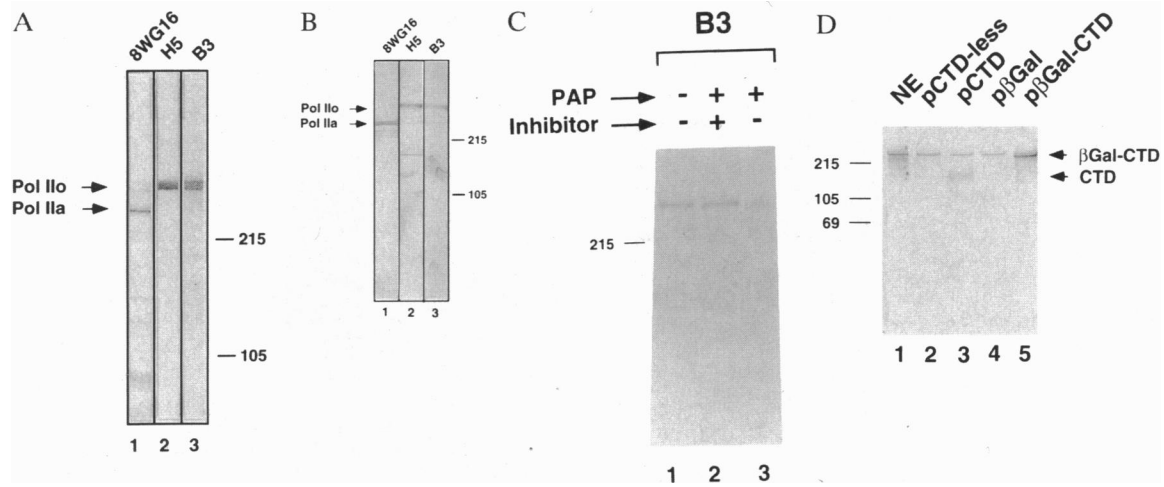 A
8WG16
H5
B3
Pol IIo
Pol IIa
215
105
1 2 3
B
8WG16
H5
B3
Pol IIo
Pol IIa
215
105
1 2 3
C
B3
PAP - + +
Inhibitor - + -
215
1 2 3
D
NE
pCTD-less
pCTD
pβGal
pβGal-CTD
215
105
69
βGal-CTD
CTD
1 2 3 4 5